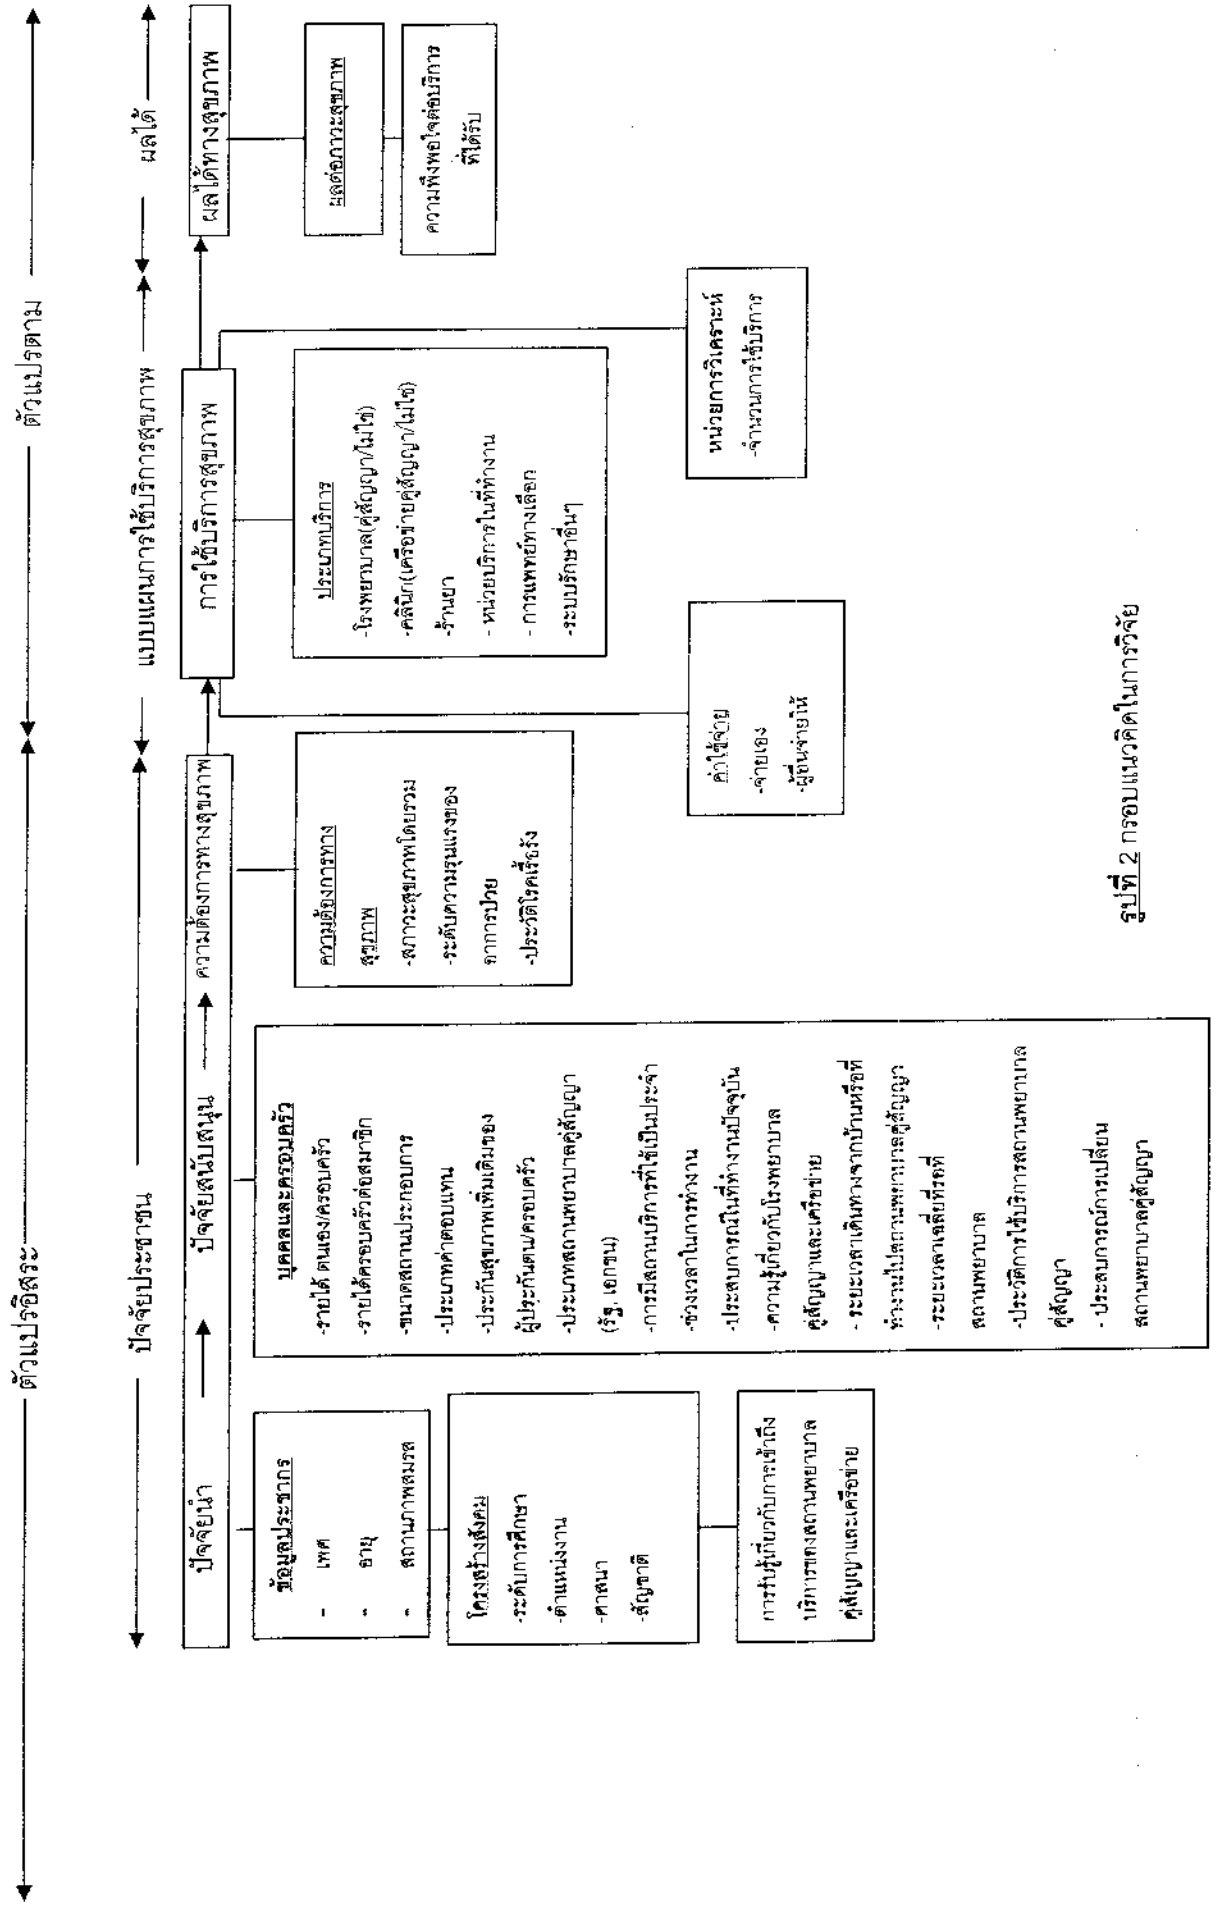 ตัวแปรอิสระ
ตัวแปรตาม
ปัจจัยประชาชน
แบบแผนการใช้บริการสุขภาพ
ผลได้
ปัจจัยนำ
ปัจจัยสนับสนุน
ความต้องการทางสุขภาพ
การใช้บริการสุขภาพ
ผลได้ทางสุขภาพ
ข้อมูลประชากร
- เพศ
- อายุ
- สถานภาพสมรส
โครงสร้างสังคม
-ระดับการศึกษา
-ตำแหน่งงาน
-ศาสนา
-สัญชาติ
การรับรู้เกี่ยวกับการเข้าถึง
บริการของสถานพยาบาล
คู่สัญญาและเครือข่าย
บุคคลและครอบครัว
-รายได้ ตนเอง/ครอบครัว
-รายได้ครอบครัวต่อสมาชิก
-ขนาดสถานประกอบการ
-ประเภทค่าตอบแทน
-ประกันสุขภาพเพิ่มเติมของ
ผู้ประกันตน/ครอบครัว
-ประเภทสถานพยาบาลคู่สัญญา
(รัฐ, เอกชน)
-การมีสถานบริการที่ใช้เป็นประจำ
-ช่วงเวลาในการทำงาน
-ประสบการณ์ในที่ทำงานปัจจุบัน
-ความรู้เกี่ยวกับโรงพยาบาล
คู่สัญญาและเครือข่าย
- ระยะเวลาเดินทางจากบ้านหรือที่
ทำงานไปสถานพยาบาลคู่สัญญา
-ระยะเวลาเฉลี่ยที่รอที่
สถานพยาบาล
-ประวัติการใช้บริการสถานพยาบาล
คู่สัญญา
- ประสบการณ์การเปลี่ยน
สถานพยาบาลคู่สัญญา
ความต้องการทาง
สุขภาพ
-สภาวะสุขภาพโดยรวม
-ระดับความรุนแรงของ
อาการป่วย
-ประวัติโรคเรื้อรัง
ประเภทบริการ
-โรงพยาบาล(คู่สัญญา/ไม่ใช่)
-คลินิก(เครือข่ายคู่สัญญา/ไม่ใช่)
-ร้านยา
- หน่วยบริการในที่ทำงาน
- การแพทย์ทางเลือก
-ระบบรักษาอื่นๆ
ค่าใช้จ่าย
-จ่ายเอง
-ผู้อื่นจ่ายให้
หน่วยการวิเคราะห์
-จำนวนการใช้บริการ
ผลต่อภาวะสุขภาพ
ความพึงพอใจต่อบริการ
ที่ได้รับ
รูปที่ 2 กรอบแนวคิดในการวิจัย